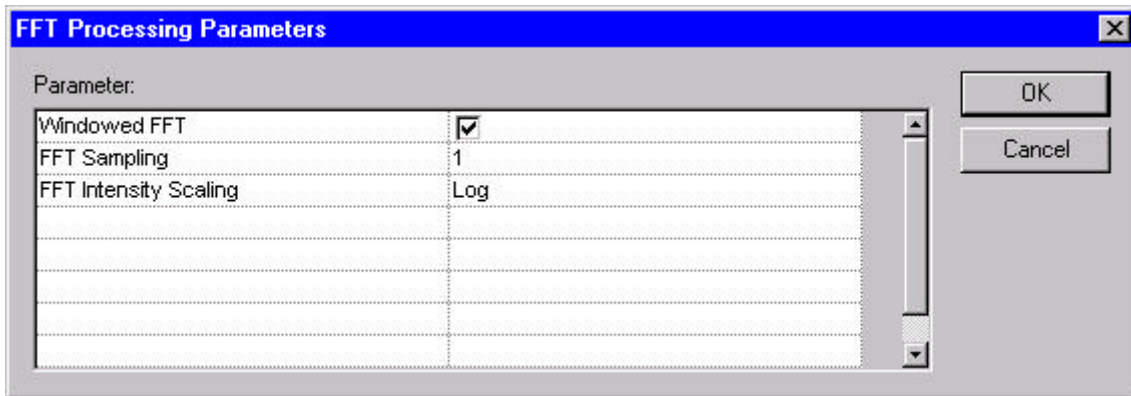 FFT Processing Parameters
Parameter:
OK
Windowed FFT
FFT Sampling 1
Cancel
FFT Intensity Scaling Log